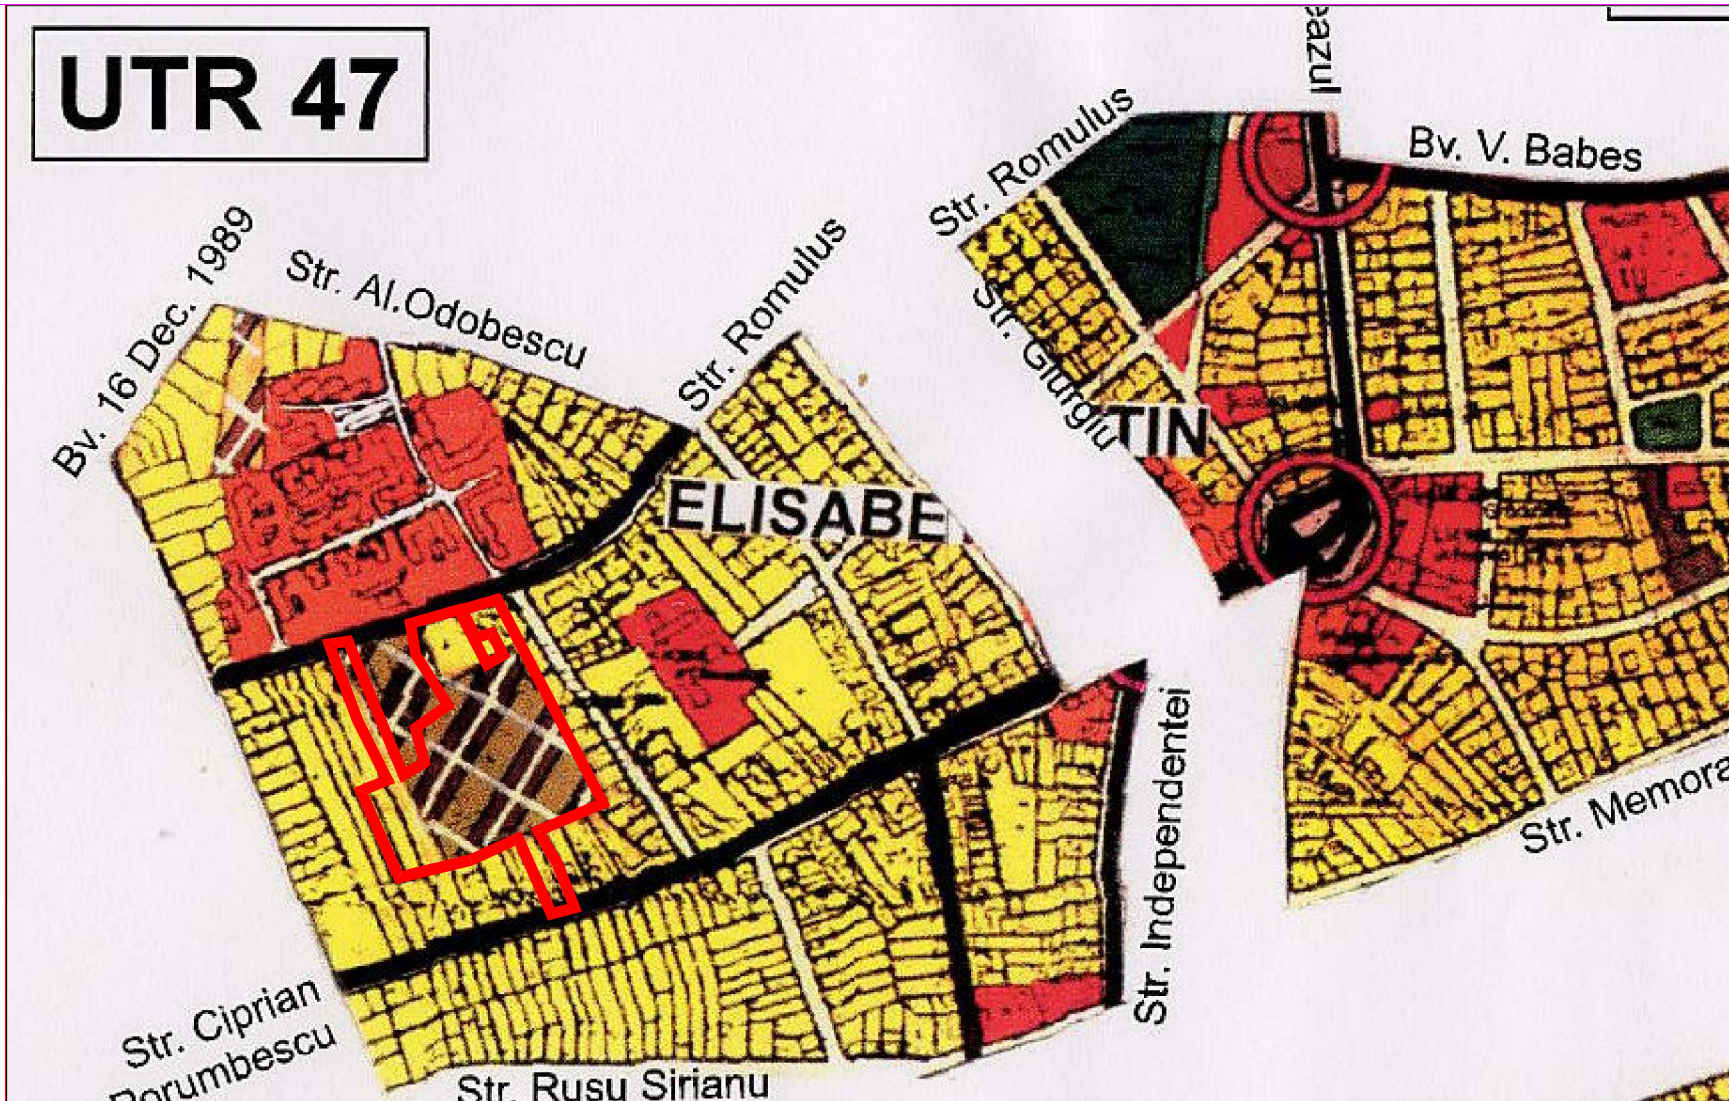 UTR 47
Bv. 16 Dec. 1989
Str. Al.Odobescu
Str. Romulus
ELISABE
Str. Romulus
Str. Giurgiu
TIN
Bv. V. Babes
Str. Independentei
Str. Memora
Str. Ciprian
Porumbescu
Str. Rusu Sirianu